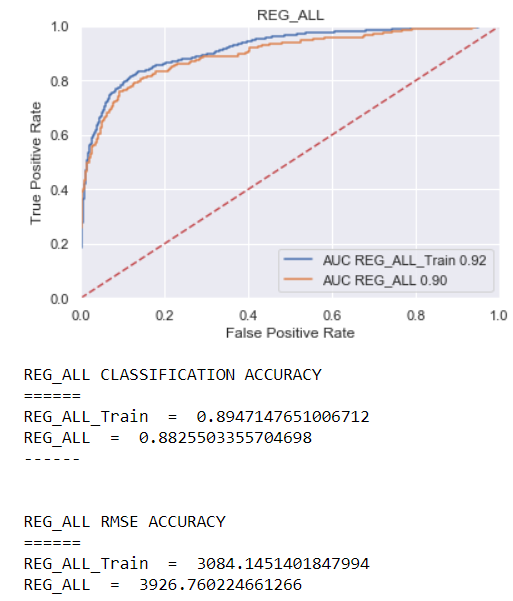 REG_ALL
1.0
0.8
0.6
0.4
0.2
0.0
True Positive Rate
AUC REG_ALL_Train 0.92
AUC REG_ALL 0.90
0.0 0.2 0.4 0.6 0.8 1.0
False Positive Rate
REG_ALL CLASSIFICATION ACCURACY
======
REG_ALL_Train = 0.8947147651006712
REG_ALL = 0.8825503355704698
------
REG_ALL RMSE ACCURACY
======
REG_ALL_Train = 3084.1451401847994
REG_ALL = 3926.760224661266